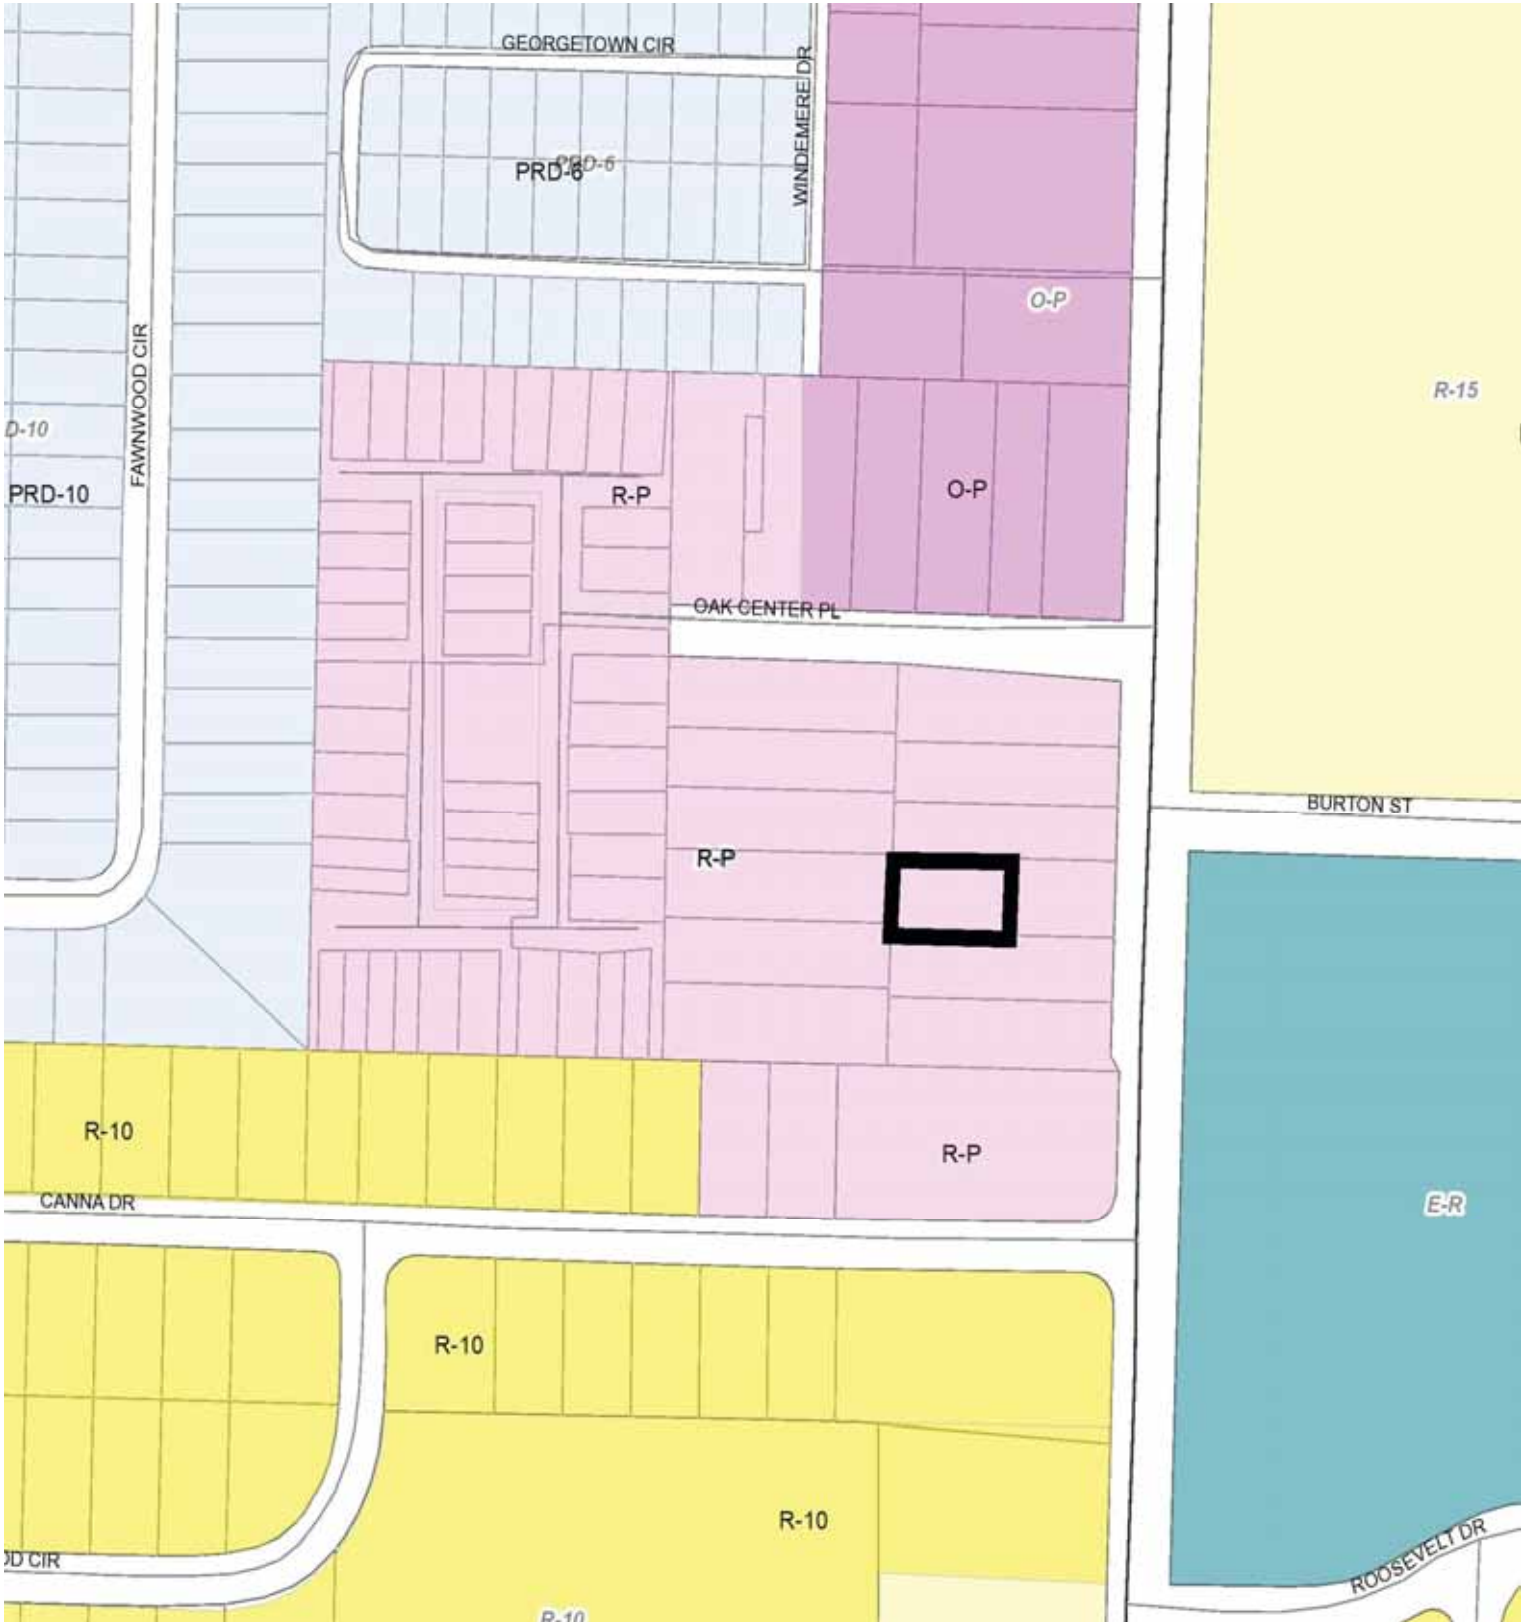 GEORGETOWN CIR
WINDEMERE DR
PRD-6
PRD-6
O-P
FAWNWOOD CIR
R-15
D-10
PRD-10
R-P
O-P
OAK CENTER PL
BURTON ST
R-P
R-10
R-P
CANNA DR
E-R
R-10
R-10
OD CIR
ROOSEVELT DR
R-10